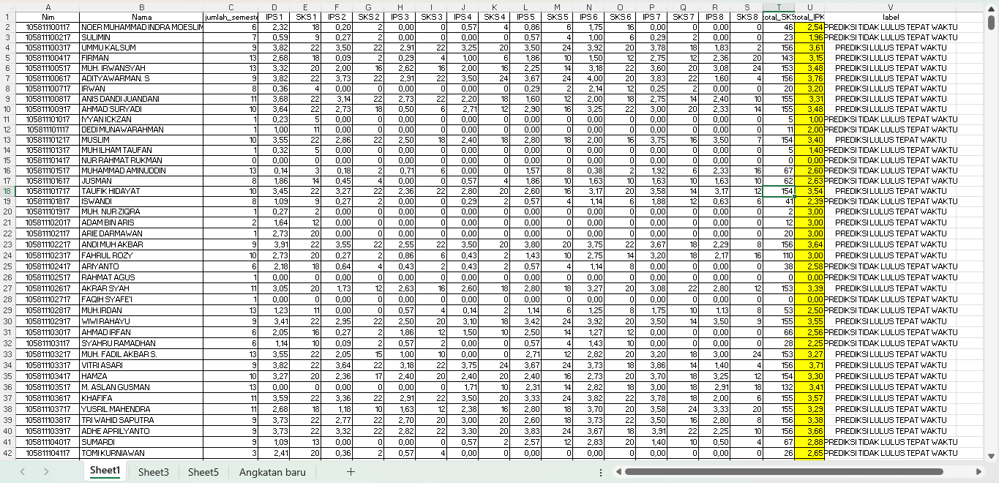 A B C D E F G H I J K L M N O P Q R S T U V
1 Nim Nama jumlah_semeste IPS 1 SKS 1 IPS 2 SKS 2 IPS 3 SKS 3 IPS 4 SKS 4 IPS 5 SKS 5 IPS 6 SKS 6 IPS 7 SKS 7 IPS 8 SKS 8 total_SKS total_IPK label
2 105811100117 NOER MUHAMMAD INDRA MOESLIN 6 2,32 18 0,20 2 0,00 0 0,57 4 0,86 6 1,75 16 0,00 0 0,00 0 46 2,54 PREDIKSI TIDAK LULUS TEPAT WAKTU
3 105811100217 SULIMIN 7 0,59 9 0,27 2 0,00 0 0,00 0 0,57 4 1,00 6 0,29 2 0,00 0 23 1,96 PREDIKSI TIDAK LULUS TEPAT WAKTU
4 105811100317 UMMU KALSUM 9 3,82 22 3,50 22 2,91 22 3,25 20 3,50 24 3,92 20 3,78 18 1,83 2 156 3,61 PREDIKSI LULUS TEPAT WAKTU
5 105811100417 FIRMAN 13 2,68 18 0,09 2 0,29 4 1,00 6 1,86 10 1,50 12 2,75 12 2,36 20 143 3,15 PREDIKSI LULUS TEPAT WAKTU
6 105811100517 MUH. IRWANSYAH 13 3,32 20 2,00 16 2,62 16 2,00 16 2,25 14 3,18 22 3,60 20 3,08 24 153 3,48 PREDIKSI LULUS TEPAT WAKTU
7 105811100617 ADITYAWARMAN. S 9 3,82 22 3,73 22 2,91 22 3,50 24 3,67 24 4,00 20 3,83 22 1,60 4 156 3,76 PREDIKSI LULUS TEPAT WAKTU
8 105811100717 IRWAN 8 0,36 4 0,00 0 0,00 0 0,00 0 0,29 2 2,14 12 0,25 2 0,00 0 20 3,20 PREDIKSI LULUS TEPAT WAKTU
9 105811100817 ANIS DANDI JUANDANI 11 3,68 22 3,14 22 2,73 22 2,20 18 1,60 12 2,00 18 2,75 14 2,40 10 155 3,31 PREDIKSI LULUS TEPAT WAKTU
10 105811100917 AHMAD SURYADI 10 3,64 22 2,73 18 0,50 6 2,71 12 2,90 16 3,25 22 3,00 20 2,33 14 155 3,48 PREDIKSI LULUS TEPAT WAKTU
11 105811101017 IYYAN ICKZAN 1 0,23 5 0,00 0 0,00 0 0,00 0 0,00 0 0,00 0 0,00 0 0,00 0 5 1,00 PREDIKSI TIDAK LULUS TEPAT WAKTU
12 105811101117 DEDI MUNAWARAHMAN 1 1,00 11 0,00 0 0,00 0 0,00 0 0,00 0 0,00 0 0,00 0 0,00 0 11 2,00 PREDIKSI TIDAK LULUS TEPAT WAKTU
13 105811101217 MUSLIM 10 3,55 22 2,86 22 2,50 18 2,40 18 2,80 18 2,00 16 3,75 16 3,50 7 154 3,40 PREDIKSI LULUS TEPAT WAKTU
14 105811101317 MUH ILHAM TAUFAN 1 0,32 5 0,00 0 0,00 0 0,00 0 0,00 0 0,00 0 0,00 0 0,00 0 5 1,40 PREDIKSI TIDAK LULUS TEPAT WAKTU
15 105811101417 NUR RAHMAT RUKMAN 0 0,00 0 0,00 0 0,00 0 0,00 0 0,00 0 0,00 0 0,00 0 0,00 0 0 0,00 PREDIKSI TIDAK LULUS TEPAT WAKTU
16 105811101517 MUHAMMAD AMINUDDIN 13 0,14 3 0,18 2 0,71 6 0,00 0 1,57 8 0,38 2 1,92 6 2,33 16 67 2,60 PREDIKSI TIDAK LULUS TEPAT WAKTU
17 105811101617 JUSMAN 8 1,86 14 0,45 4 0,00 0 0,57 4 1,86 10 1,63 10 1,63 10 1,63 10 62 2,63 PREDIKSI TIDAK LULUS TEPAT WAKTU
18 105811101717 TAUFIK HIDAYAT 10 3,45 22 3,27 22 2,36 22 2,80 20 2,60 16 3,17 20 3,58 14 3,17 12 154 3,54 PREDIKSI LULUS TEPAT WAKTU
19 105811101817 ISWANDI 8 1,09 9 0,27 2 0,00 0 0,29 2 0,57 4 1,14 6 1,88 12 0,63 6 41 2,39 PREDIKSI TIDAK LULUS TEPAT WAKTU
20 105811101917 MUH. NUR ZIQRA 1 0,27 2 0,00 0 0,00 0 0,00 0 0,00 0 0,00 0 0,00 0 0,00 0 2 3,00 PREDIKSI LULUS TEPAT WAKTU
21 105811102017 ADAM BIN ARIS 2 1,64 12 0,00 0 0,00 0 0,00 0 0,00 0 0,00 0 0,00 0 0,00 0 12 3,00 PREDIKSI LULUS TEPAT WAKTU
22 105811102117 ARIE DARMAWAN 1 2,73 20 0,00 0 0,00 0 0,00 0 0,00 0 0,00 0 0,00 0 0,00 0 20 3,00 PREDIKSI LULUS TEPAT WAKTU
23 105811102217 ANDI MUH AKBAR 9 3,91 22 3,55 22 2,55 22 3,50 20 3,80 20 3,75 22 3,67 18 2,29 8 156 3,64 PREDIKSI LULUS TEPAT WAKTU
24 105811102317 FAHRUL ROZY 10 2,73 20 0,27 2 0,86 6 0,43 2 1,43 10 2,75 14 3,20 18 2,17 16 110 3,00 PREDIKSI LULUS TEPAT WAKTU
25 105811102417 ARIYANTO 6 2,18 18 0,64 4 0,43 2 0,43 2 0,57 4 1,14 8 0,00 0 0,00 0 38 2,58 PREDIKSI TIDAK LULUS TEPAT WAKTU
26 105811102517 RAHMAT AGUS 1 0,00 0 0,00 0 0,00 0 0,00 0 0,00 0 0,00 0 0,00 0 0,00 0 0 0,00 PREDIKSI TIDAK LULUS TEPAT WAKTU
27 105811102617 AKRAR SYAH 11 3,05 20 1,73 12 2,63 16 2,60 18 2,80 18 3,27 20 3,08 22 2,80 12 153 3,39 PREDIKSI LULUS TEPAT WAKTU
28 105811102717 FAQIH SYAFE'I 1 0,00 0 0,00 0 0,00 0 0,00 0 0,00 0 0,00 0 0,00 0 0,00 0 0 0,00 PREDIKSI TIDAK LULUS TEPAT WAKTU
29 105811102817 MUH.IRDAN 13 1,23 11 0,00 0 0,57 4 0,14 2 1,14 6 1,25 8 1,75 10 1,13 8 53 2,50 PREDIKSI TIDAK LULUS TEPAT WAKTU
30 105811102917 WIWI RAHAYU 9 3,41 22 2,95 22 2,50 20 3,10 18 3,42 24 3,92 20 3,50 14 3,50 9 155 3,55 PREDIKSI LULUS TEPAT WAKTU
31 105811103017 AHMAD IRFAN 6 2,05 16 0,27 2 1,86 12 1,50 10 2,50 14 1,27 12 0,00 0 0,00 0 66 2,56 PREDIKSI TIDAK LULUS TEPAT WAKTU
32 105811103117 SYAHRU RAMADHAN 6 1,14 10 0,09 2 0,57 2 0,00 0 0,57 4 1,43 10 0,00 0 0,00 0 28 2,25 PREDIKSI TIDAK LULUS TEPAT WAKTU
33 105811103217 MUH. FADIL AKBAR S. 13 3,55 22 2,05 15 1,00 10 0,00 0 2,71 12 2,82 20 3,20 18 3,00 24 153 3,27 PREDIKSI LULUS TEPAT WAKTU
34 105811103317 VITRI ASARI 9 3,82 22 3,64 22 3,18 22 3,75 24 3,67 24 3,73 18 3,86 14 1,40 4 156 3,71 PREDIKSI LULUS TEPAT WAKTU
35 105811103417 HAMZA 10 3,27 20 2,36 17 2,40 20 2,40 20 2,40 16 2,73 20 3,70 18 3,25 12 154 3,30 PREDIKSI LULUS TEPAT WAKTU
36 105811103517 M. ASLAN GUSMAN 13 0,00 0 0,00 0 0,00 0 1,71 10 2,31 14 2,82 18 3,00 18 2,91 18 132 3,41 PREDIKSI LULUS TEPAT WAKTU
37 105811103617 KHAFIFA 11 3,59 22 3,36 22 2,91 22 3,50 20 3,33 24 3,82 22 3,78 18 2,00 6 155 3,57 PREDIKSI LULUS TEPAT WAKTU
38 105811103717 YUSRIL MAHENDRA 11 2,68 18 1,18 10 1,63 12 2,38 16 2,80 18 3,70 20 3,58 24 3,33 20 155 3,29 PREDIKSI LULUS TEPAT WAKTU
39 105811103817 TRI WAHID SAPUTRA 9 3,73 22 2,77 22 2,70 20 3,00 20 2,60 18 3,73 22 3,50 16 2,80 8 156 3,38 PREDIKSI LULUS TEPAT WAKTU
40 105811103917 ADHE APRILYANTO 9 3,73 22 3,32 22 2,82 22 3,30 20 3,83 24 3,67 18 3,91 22 2,25 10 156 3,66 PREDIKSI LULUS TEPAT WAKTU
41 105811104017 SUMARDI 9 1,09 13 0,00 0 0,00 0 0,57 2 2,57 12 2,83 20 1,40 10 0,50 4 67 2,88 PREDIKSI TIDAK LULUS TEPAT WAKTU
42 105811104117 TOMI KURNIAWAN 3 2,41 20 0,36 2 0,57 4 0,00 0 0,00 0 0,00 0 0,00 0 0,00 0 26 2,65 PREDIKSI TIDAK LULUS TEPAT WAKTU
Sheet1 Sheet3 Sheet5 Angkatan baru